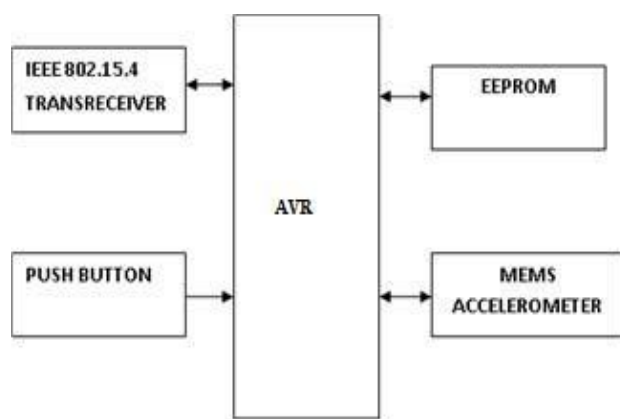 IEEE 802.15.4
TRANSRECEIVER
EEPROM
AVR
PUSH BUTTON
MEMS
ACCELEROMETER